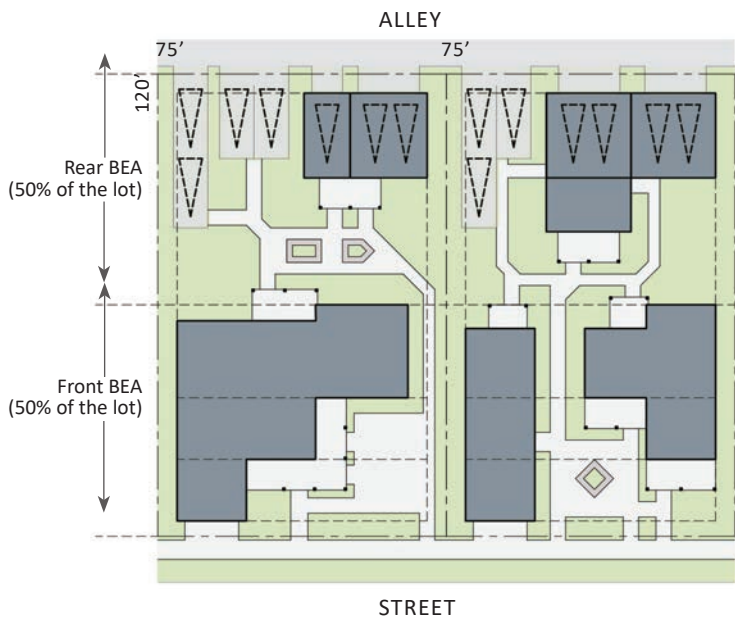 ALLEY
75’
75’
120’
Rear BEA
(50% of the lot)
Front BEA
(50% of the lot)
STREET